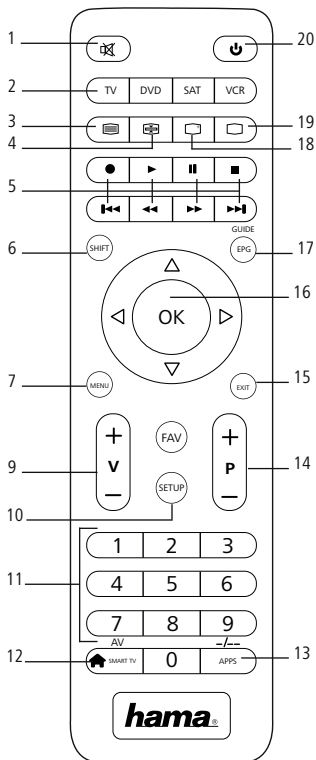 1
20
2
TV DVD SAT VCR
3
4
19
18
5
GUIDE
6
SHIFT
EPG
17
16
OK
7
MENU
EXIT
15
+
FAV
+
9
V
P
14
−
SETUP
−
10
1 2 3
11
4 5 6
7 8 9
AV -/--
12
SMART TV 0 APPS
13
hama®